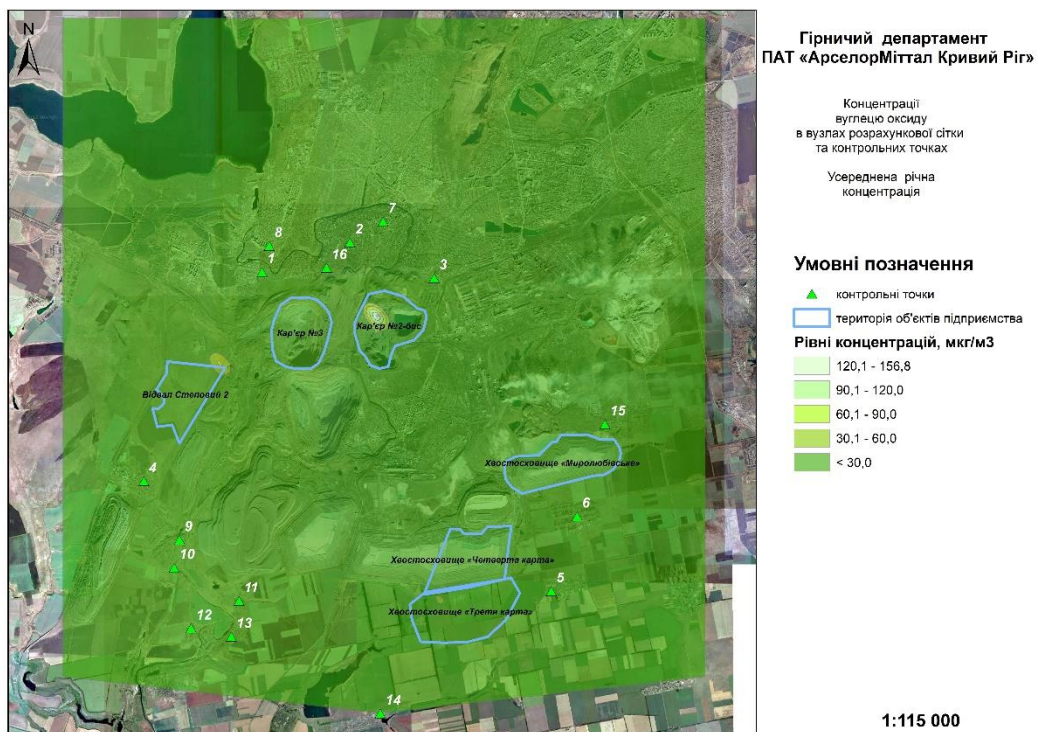 N
Гірничий департамент
ПАТ «АрселорМіттал Кривий Ріг»
Концентрації
вуглецю оксиду
в вузлах розрахункової сітки
та контрольних точках
Усереднена річна
концентрація
7
2
8
1
16
3
Кар'єр №3
Кар'єр №2-біс
Відвал Степовий 2
15
Хвостосховище «Миролюбівське»
4
6
9
Хвостосховище «Четверта карта»
10
5
11
Хвостосховище «Третя карта»
12
13
14
Умовні позначення
контрольні точки
територія об'єктів підприємства
Рівні концентрацій, мкг/м3
120,1 - 156,8
90,1 - 120,0
60,1 - 90,0
30,1 - 60,0
< 30,0
1:115 000